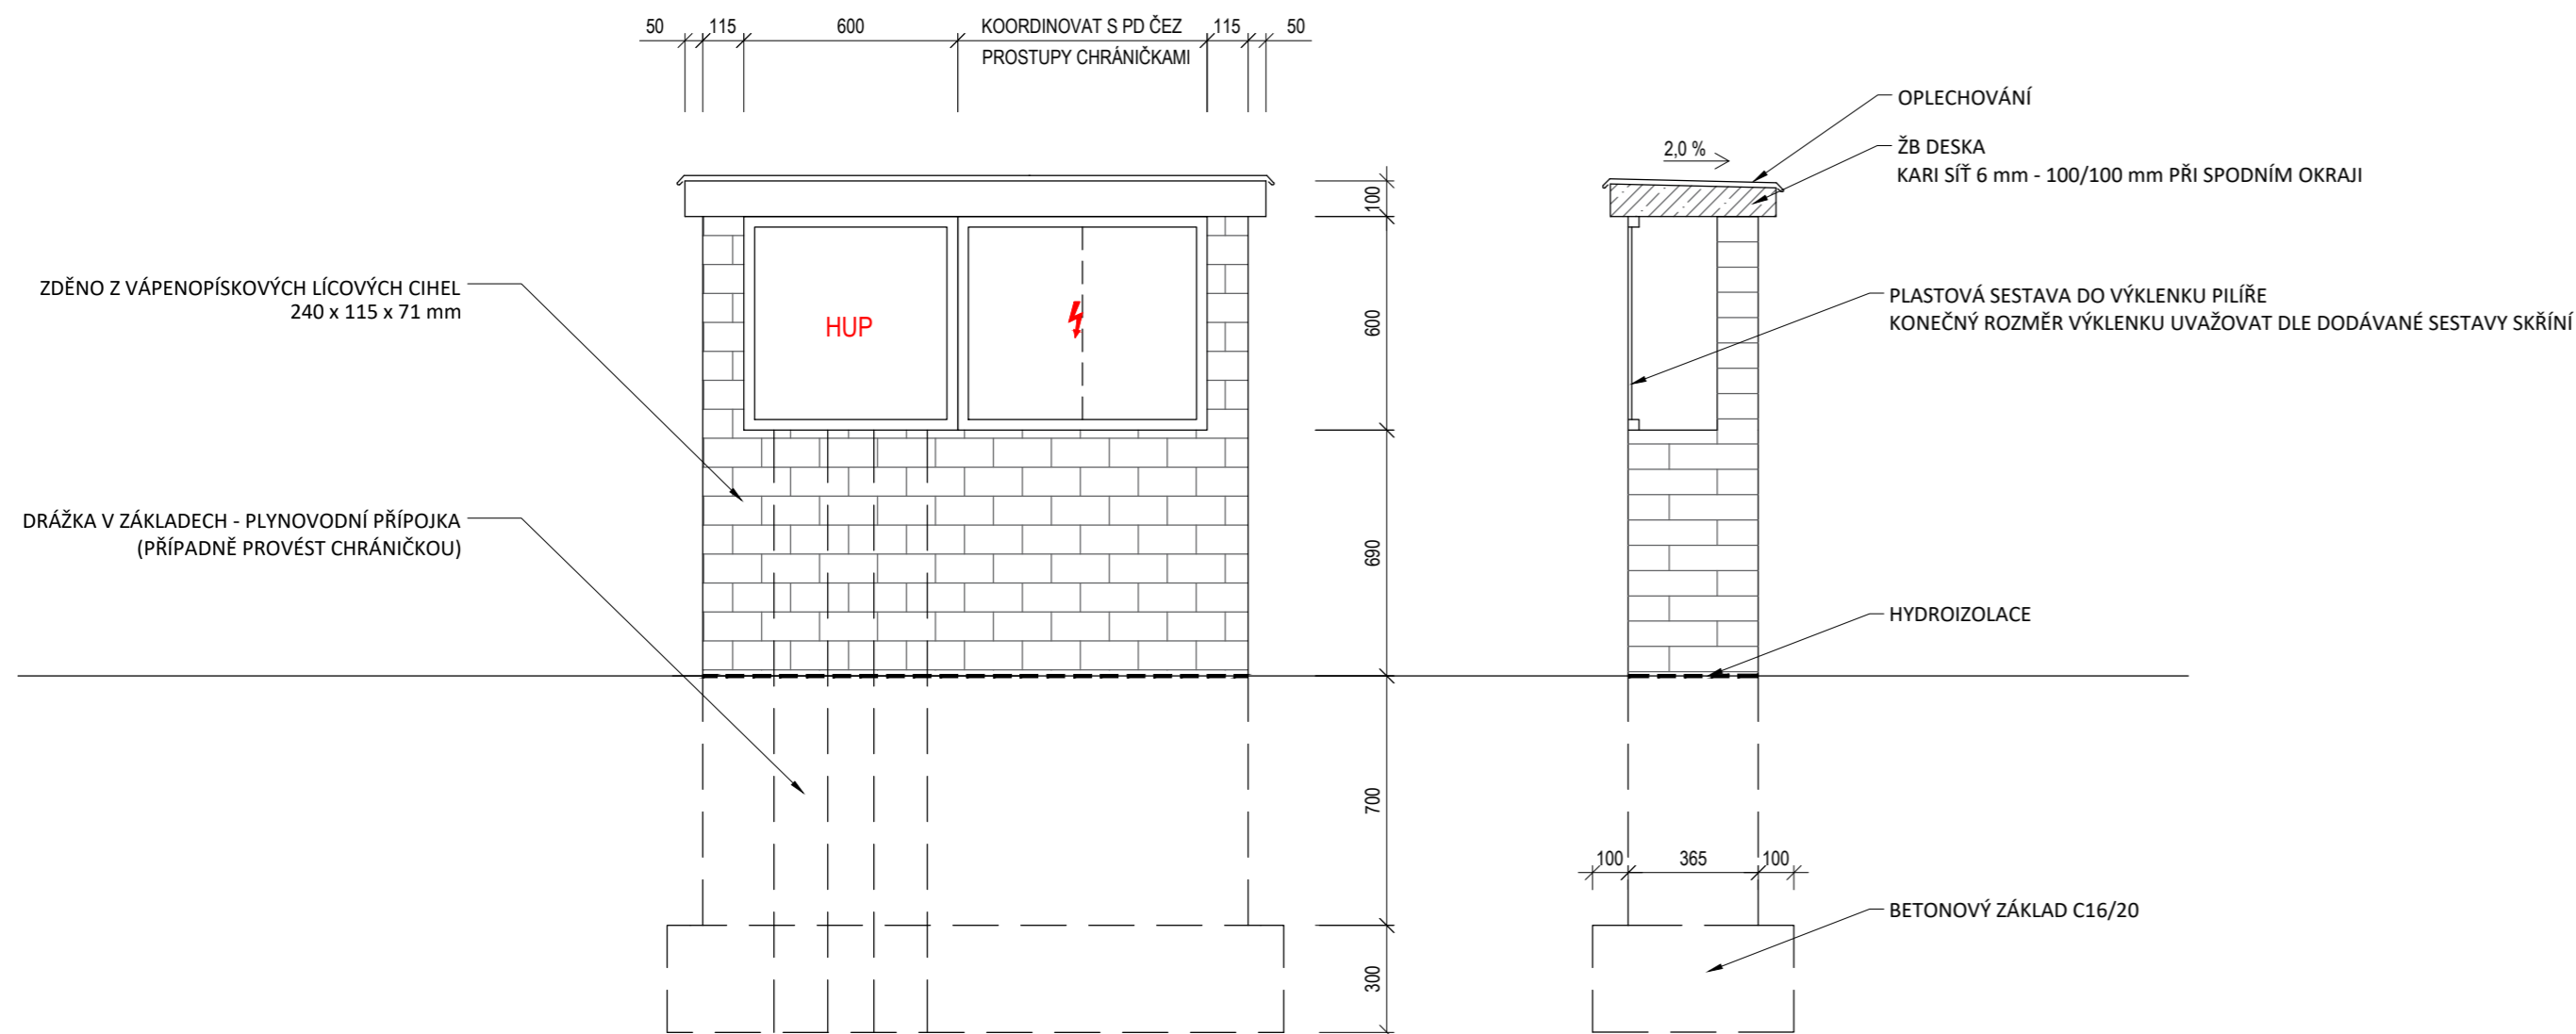 50 115 600 KOORDINOVAT S PD ČEZ 115 50
PROSTUPY CHRÁNIČKAMI
OPLECHOVÁNÍ
2,0 %
ŽB DESKA
KARI SÍŤ 6 mm - 100/100 mm PŘI SPODNÍM OKRAJI
100
ZDĚNO Z VÁPENOPÍSKOVÝCH LÍCOVÝCH CIHEL
240 x 115 x 71 mm
HUP
600
PLASTOVÁ SESTAVA DO VÝKLENKU PILÍŘE
KONEČNÝ ROZMĚR VÝKLENKU UVAŽOVAT DLE DODÁVANÉ SESTAVY SKŘÍNÍ
DRÁŽKA V ZÁKLADECH - PLYNOVODNÍ PŘÍPOJKA
(PŘÍPADNĚ PROVÉST CHRÁNIČKOU)
690
HYDROIZOLACE
700
100 365 100
BETONOVÝ ZÁKLAD C16/20
300